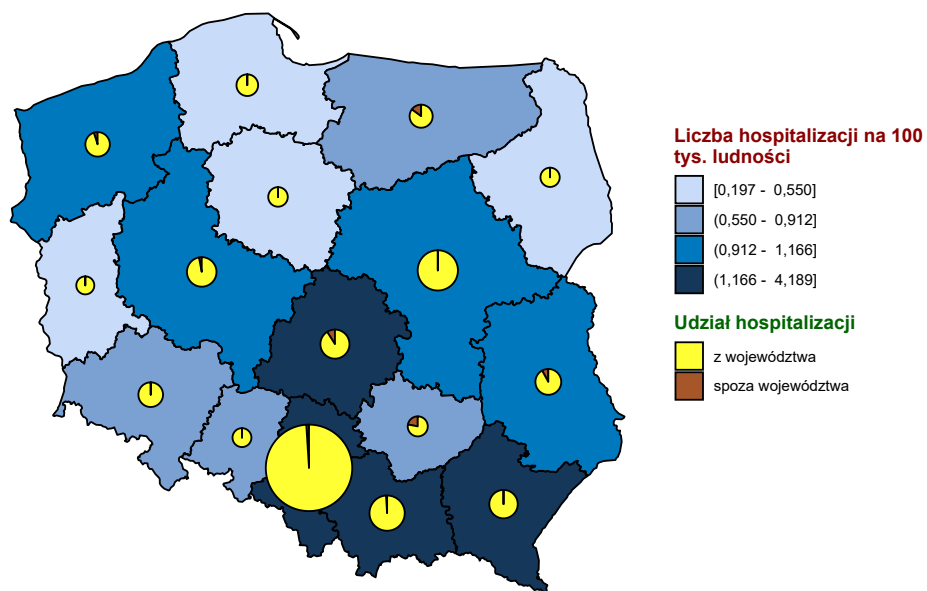 Liczba hospitalizacji na 100
tys. ludności
[0,197 - 0,550]
(0,550 - 0,912]
(0,912 - 1,166]
(1,166 - 4,189]
Udział hospitalizacji
z województwa
spoza województwa